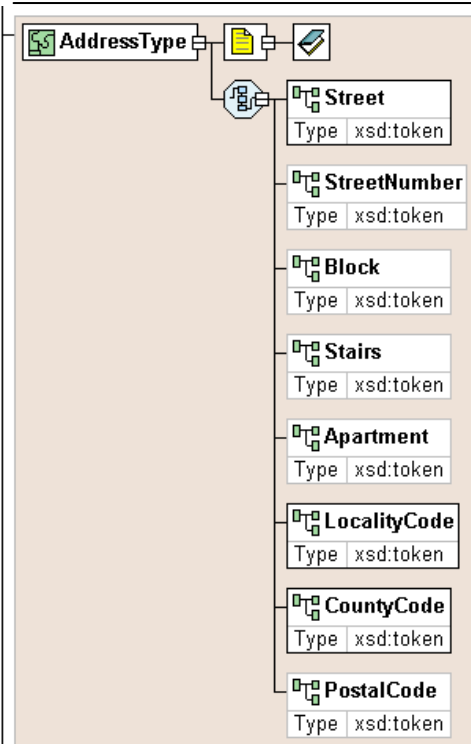 AddressType
Street
Type xsd:token
StreetNumber
Type xsd:token
Block
Type xsd:token
Stairs
Type xsd:token
Apartment
Type xsd:token
LocalityCode
Type xsd:token
CountyCode
Type xsd:token
PostalCode
Type xsd:token